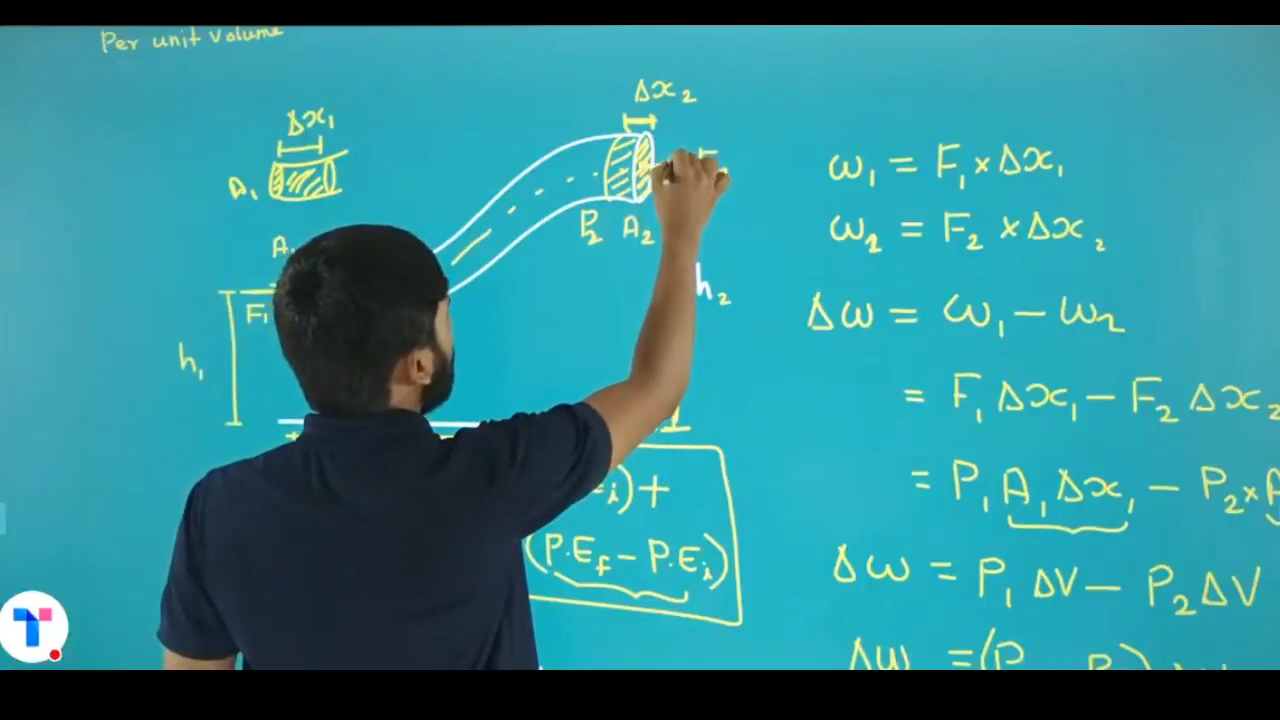 Per unit Volume
Δx₁
A₁
F₁
h₁
Δx₂
P₂ A₂
h₂
ω₁ = F₁ × Δx₁
ω₂ = F₂ × Δx₂
Δω = ω₁ − ω₂
= F₁ Δx₁ − F₂ Δx₂
= P₁ A₁ Δx₁ − P₂ ×
Δω = P₁ ΔV − P₂ ΔV
Δω = (P
i) +
(P.E_f − P.E_i)